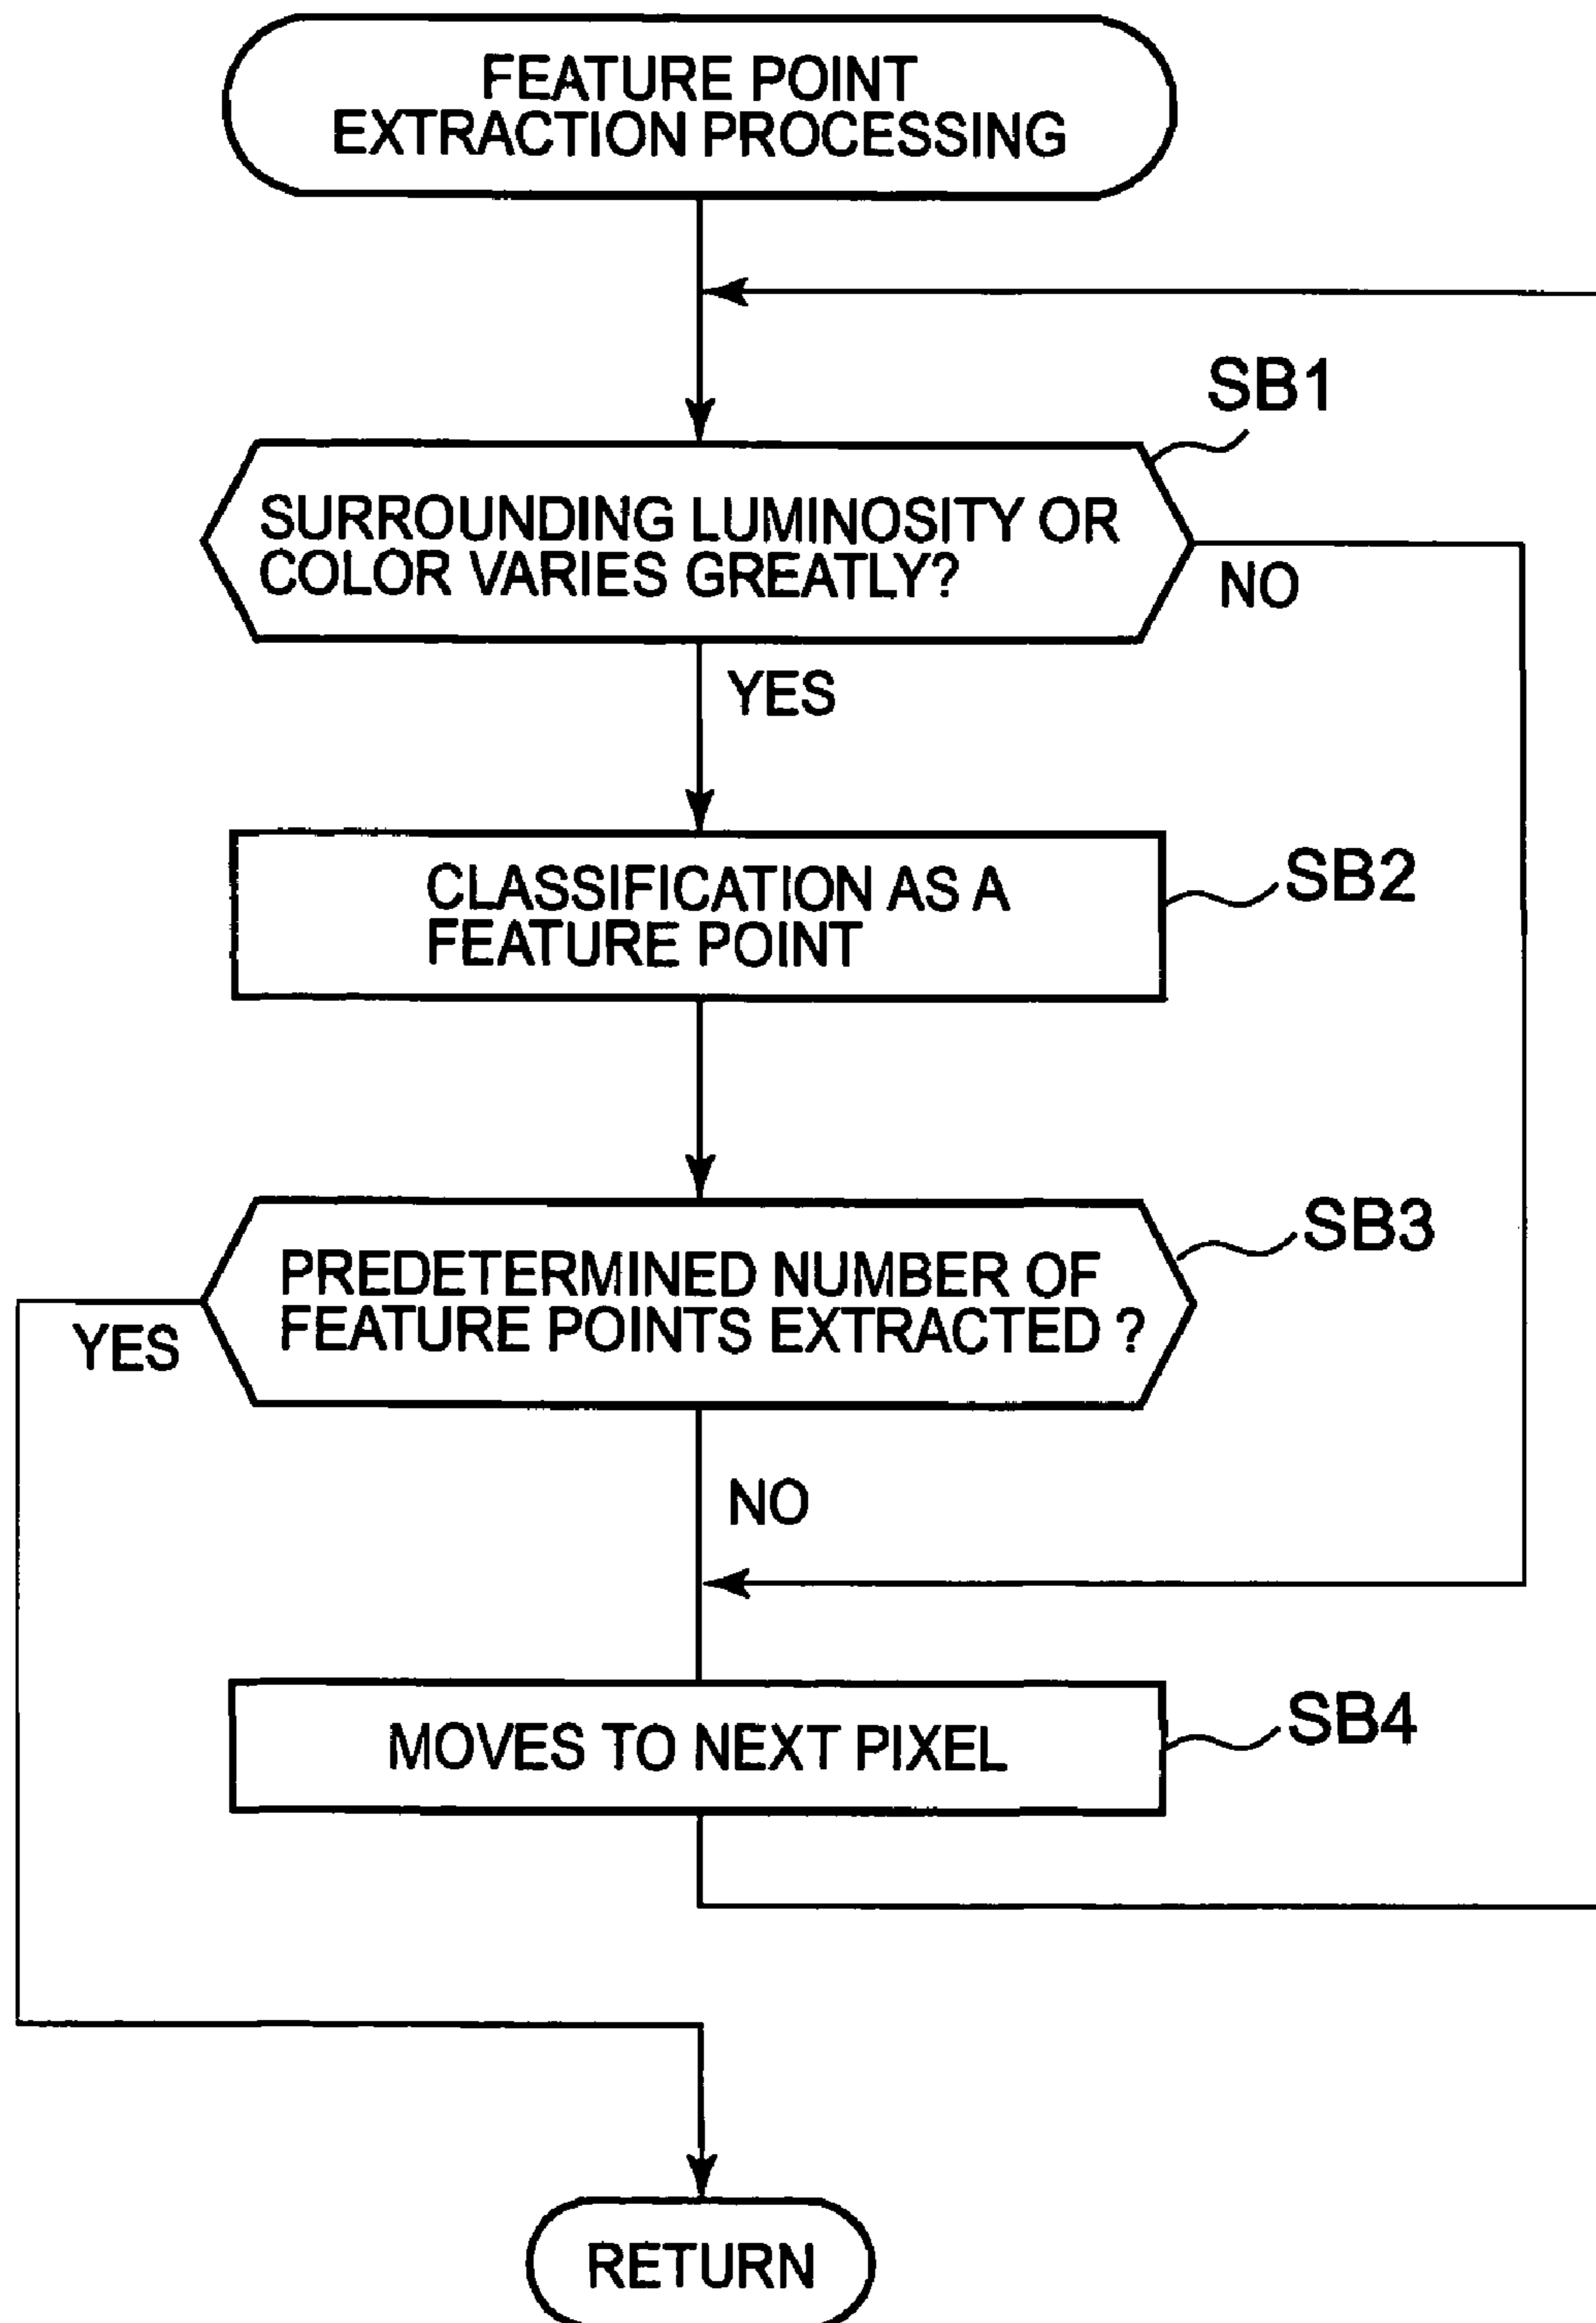 FEATURE POINT
EXTRACTION PROCESSING
SB1
SURROUNDING LUMINOSITY OR
COLOR VARIES GREATLY?
NO
YES
SB2
CLASSIFICATION AS A
FEATURE POINT
SB3
PREDETERMINED NUMBER OF
FEATURE POINTS EXTRACTED ?
YES
NO
SB4
MOVES TO NEXT PIXEL
RETURN